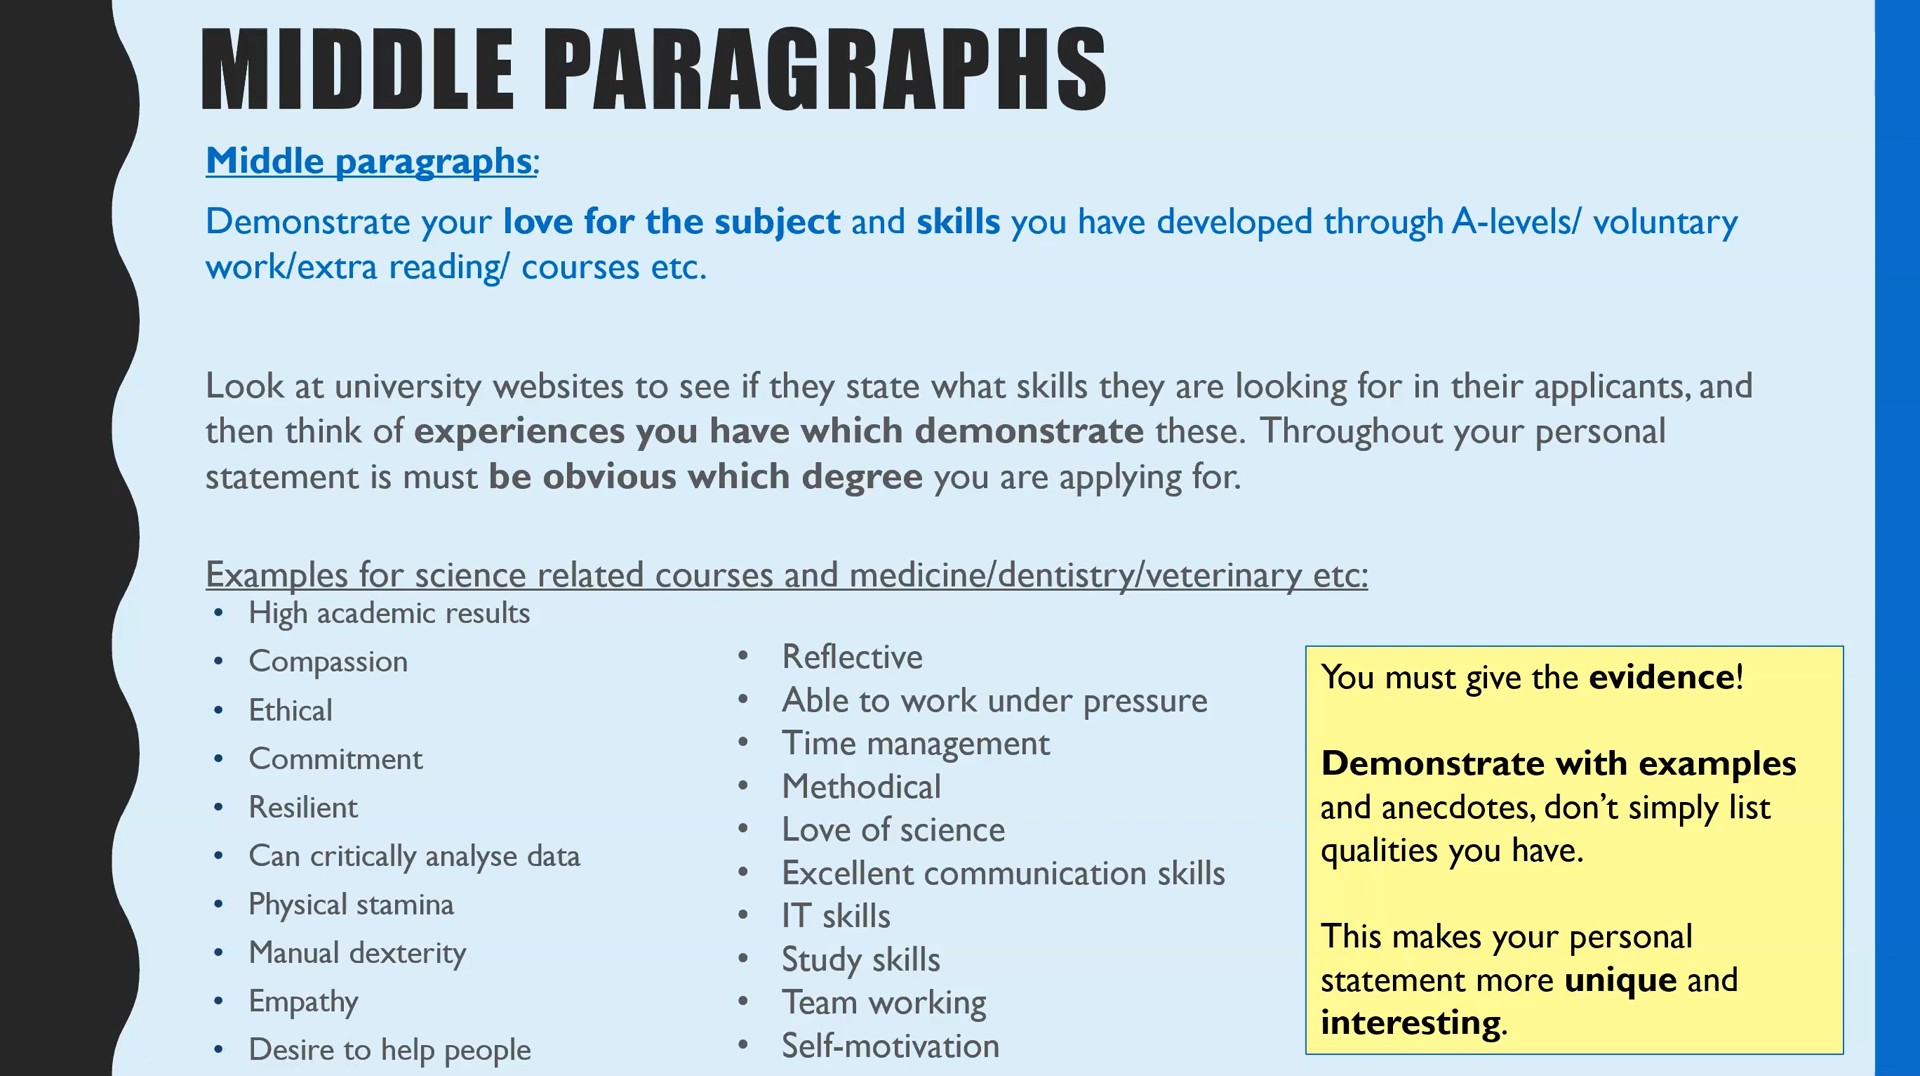 MIDDLE PARAGRAPHS
Middle paragraphs:
Demonstrate your love for the subject and skills you have developed through A-levels/ voluntary
work/extra reading/ courses etc.
Look at university websites to see if they state what skills they are looking for in their applicants, and
then think of experiences you have which demonstrate these. Throughout your personal
statement is must be obvious which degree you are applying for.
Examples for science related courses and medicine/dentistry/veterinary etc:
• High academic results
• Compassion
• Ethical
• Commitment
• Resilient
• Can critically analyse data
• Physical stamina
• Manual dexterity
• Empathy
• Desire to help people
• Reflective
• Able to work under pressure
• Time management
• Methodical
• Love of science
• Excellent communication skills
• IT skills
• Study skills
• Team working
• Self-motivation
You must give the evidence!
Demonstrate with examples
and anecdotes, don’t simply list
qualities you have.
This makes your personal
statement more unique and
interesting.